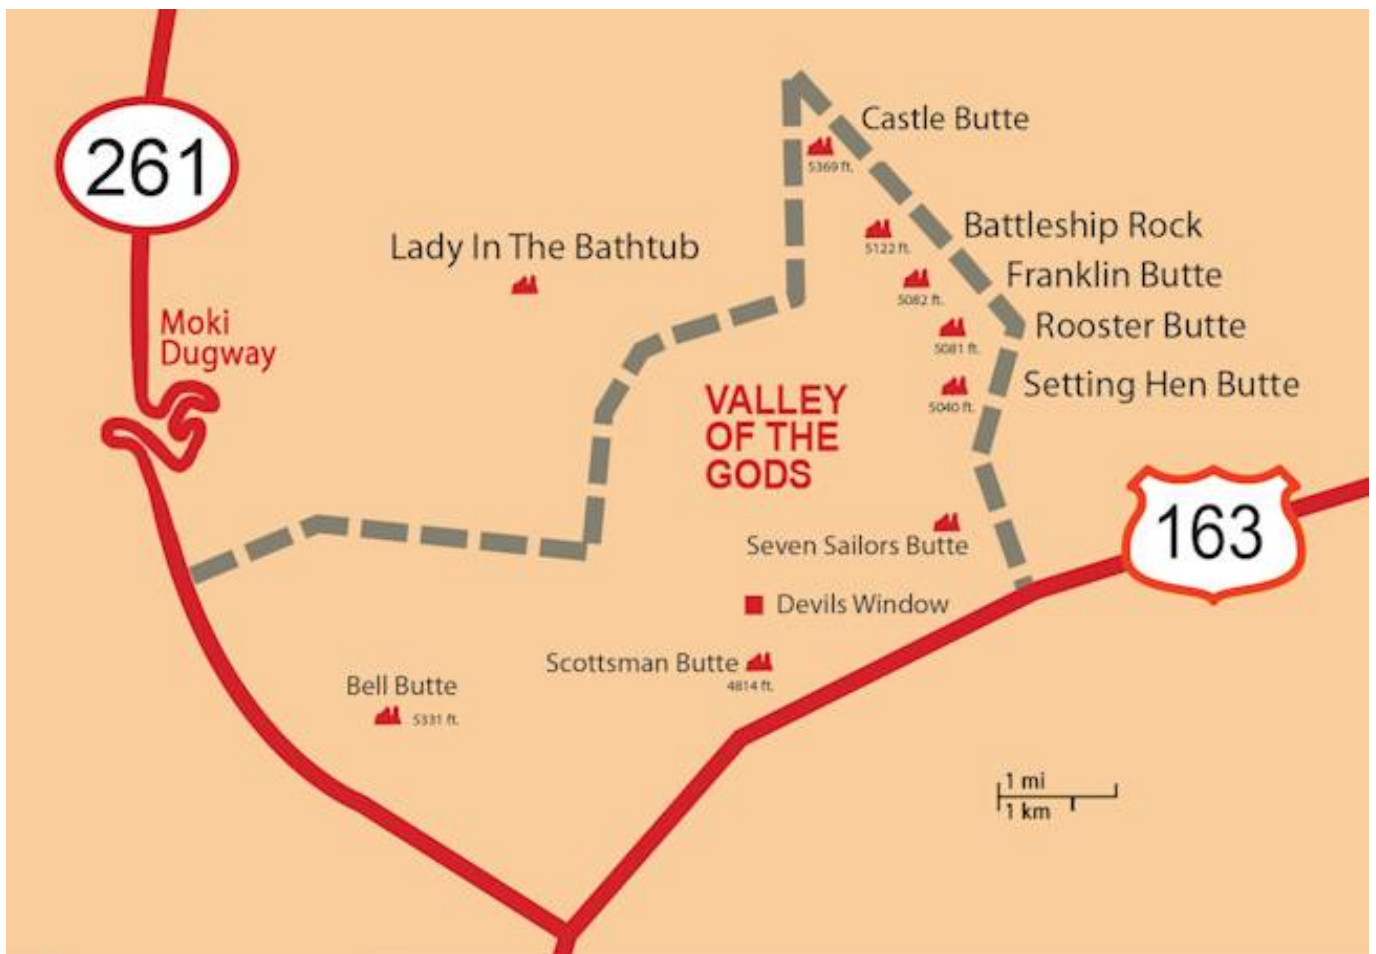 261
Castle Butte
5369 ft.
Battleship Rock
5122 ft.
Lady In The Bathtub
Franklin Butte
5082 ft.
Moki
Dugway
Rooster Butte
5081 ft.
Setting Hen Butte
5040 ft.
VALLEY
OF THE
GODS
163
Seven Sailors Butte
Devils Window
Scottsman Butte
4814 ft.
Bell Butte
5331 ft.
1 mi
1 km